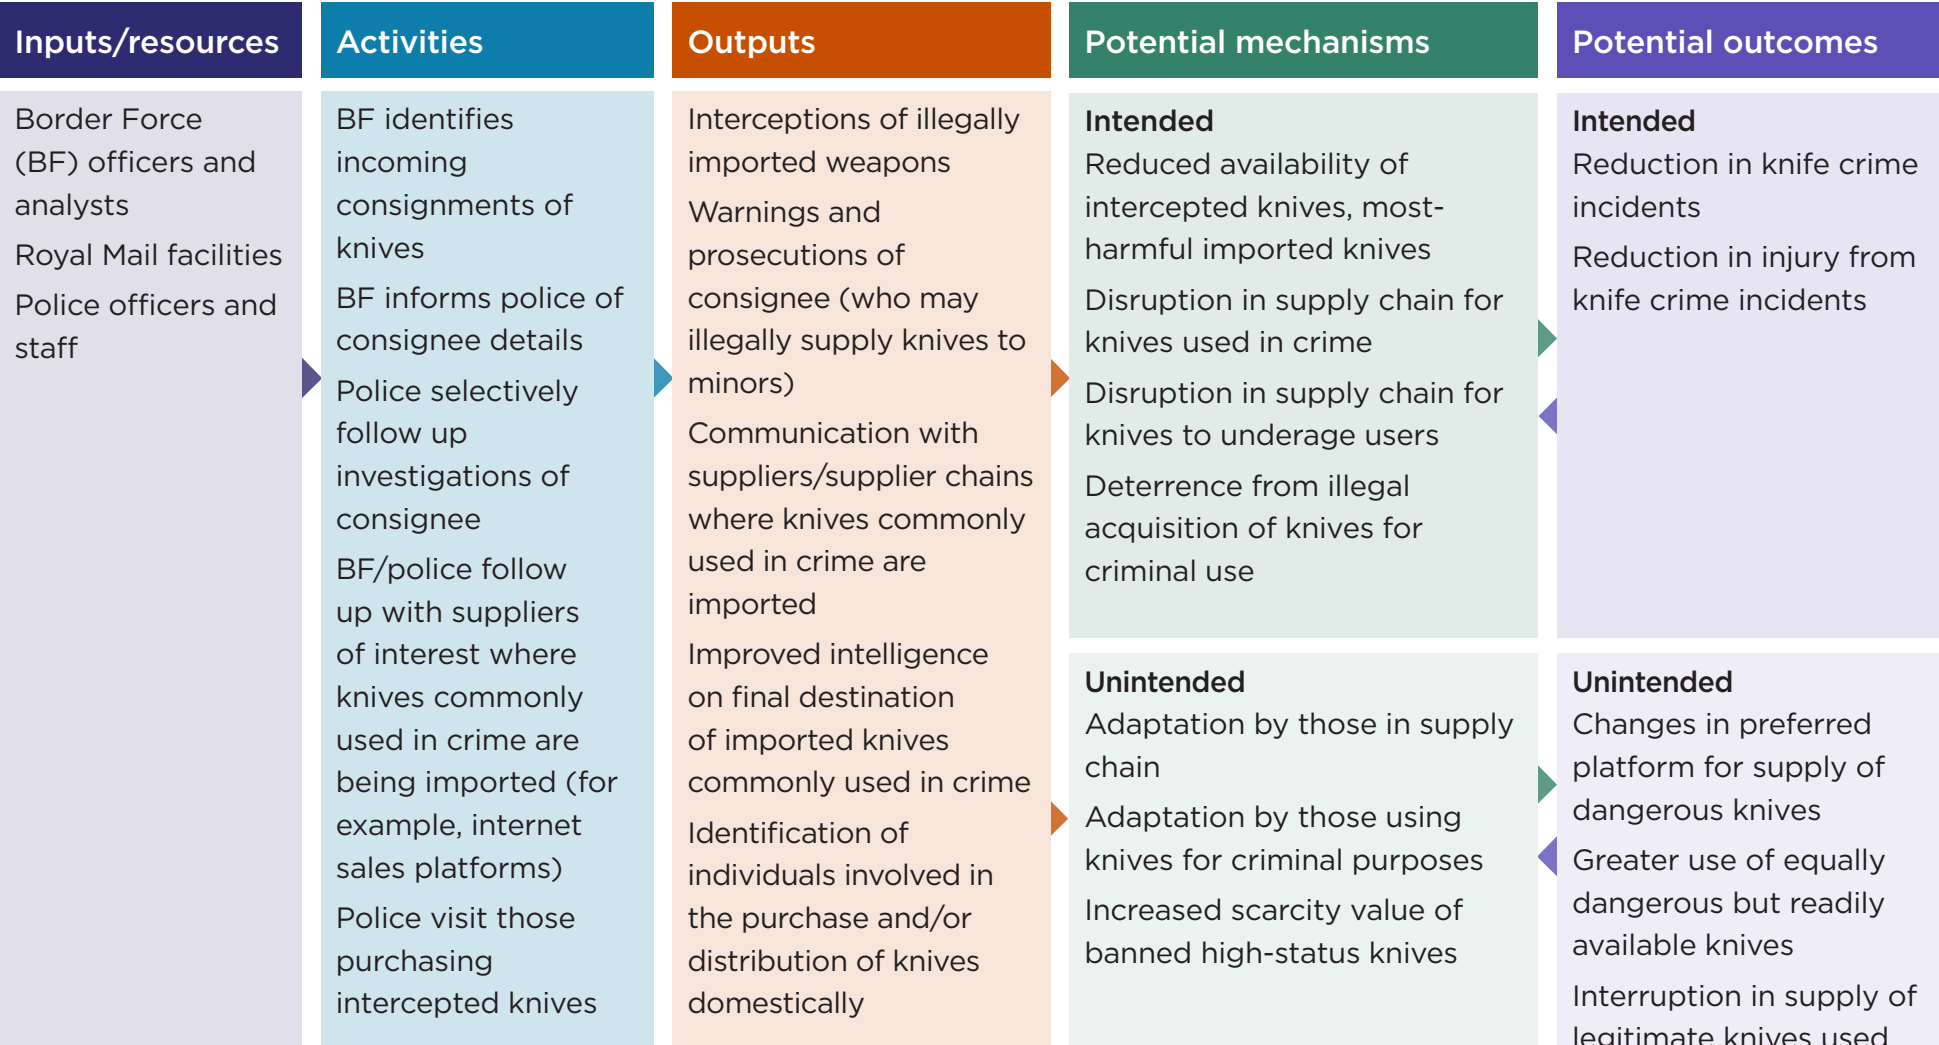 Inputs/resources
Border Force
(BF) officers and
analysts
Royal Mail facilities
Police officers and
staff
Activities
BF identifies
incoming
consignments of
knives
BF informs police of
consignee details
Police selectively
follow up
investigations of
consignee
BF/police follow
up with suppliers
of interest where
knives commonly
used in crime are
being imported (for
example, internet
sales platforms)
Police visit those
purchasing
intercepted knives
Outputs
Interceptions of illegally
imported weapons
Warnings and
prosecutions of
consignee (who may
illegally supply knives to
minors)
Communication with
suppliers/supplier chains
where knives commonly
used in crime are
imported
Improved intelligence
on final destination
of imported knives
commonly used in crime
Identification of
individuals involved in
the purchase and/or
distribution of knives
domestically
Potential mechanisms
Intended
Reduced availability of
intercepted knives, most-
harmful imported knives
Disruption in supply chain for
knives used in crime
Disruption in supply chain for
knives to underage users
Deterrence from illegal
acquisition of knives for
criminal use
Unintended
Adaptation by those in supply
chain
Adaptation by those using
knives for criminal purposes
Increased scarcity value of
banned high-status knives
Potential outcomes
Intended
Reduction in knife crime
incidents
Reduction in injury from
knife crime incidents
Unintended
Changes in preferred
platform for supply of
dangerous knives
Greater use of equally
dangerous but readily
available knives
Interruption in supply of
legitimate knives used